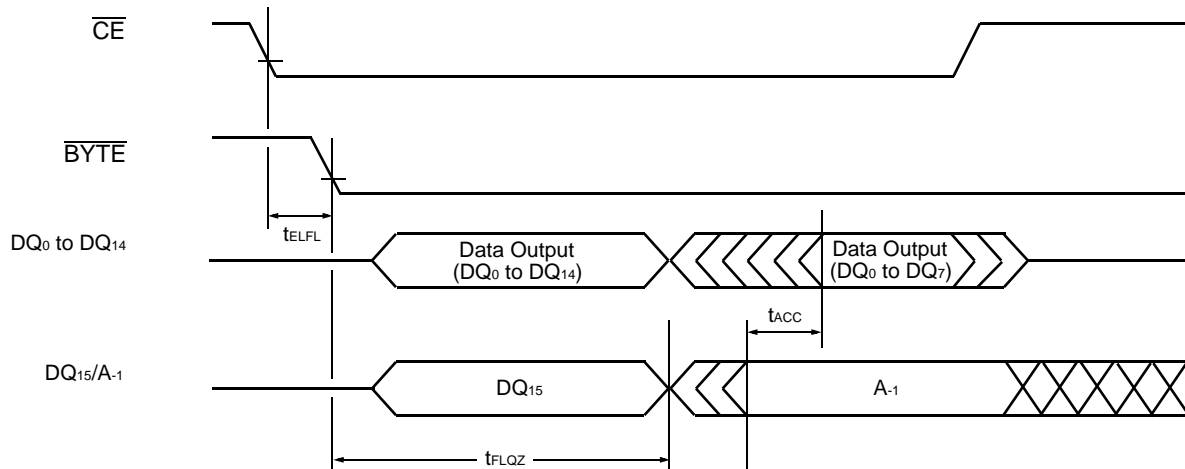 CE
BYTE
tELFL
DQ0 to DQ14
Data Output
(DQ0 to DQ14)
Data Output
(DQ0 to DQ7)
tACC
DQ15/A-1
DQ15
A-1
tFLQZ